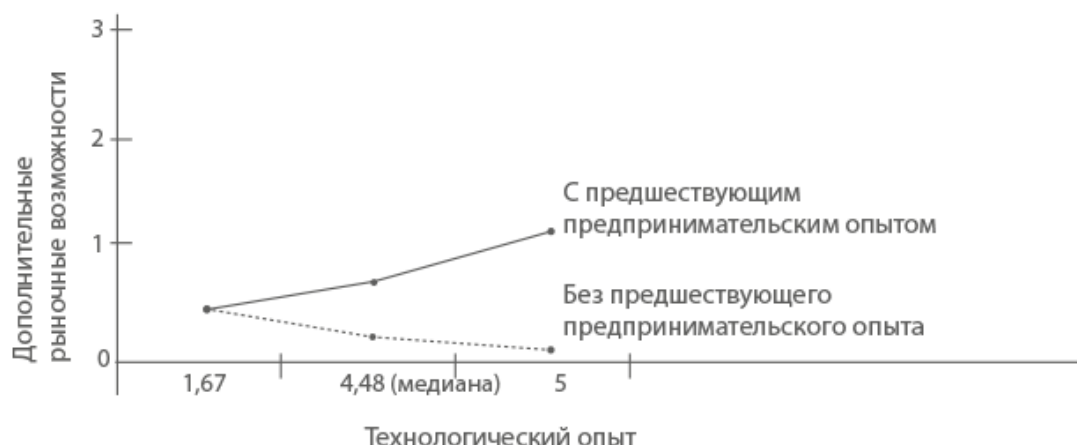 Дополнительные
рыночные возможности
3
2
1
0
С предшествующим
предпринимательским опытом
Без предшествующего
предпринимательского опыта
1,67
4,48 (медиана)
5
Технологический опыт